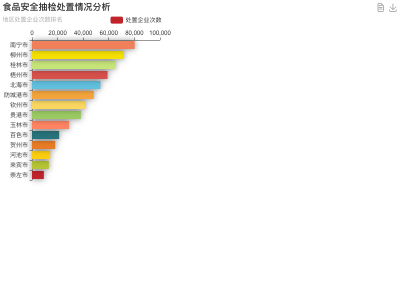 食品安全抽检处置情况分析
地区处置企业次数排名
处置企业次数
0 20,000 40,000 60,000 80,000 100,000
南宁市
柳州市
桂林市
梧州市
北海市
防城港市
钦州市
贵港市
玉林市
百色市
贺州市
河池市
来宾市
崇左市